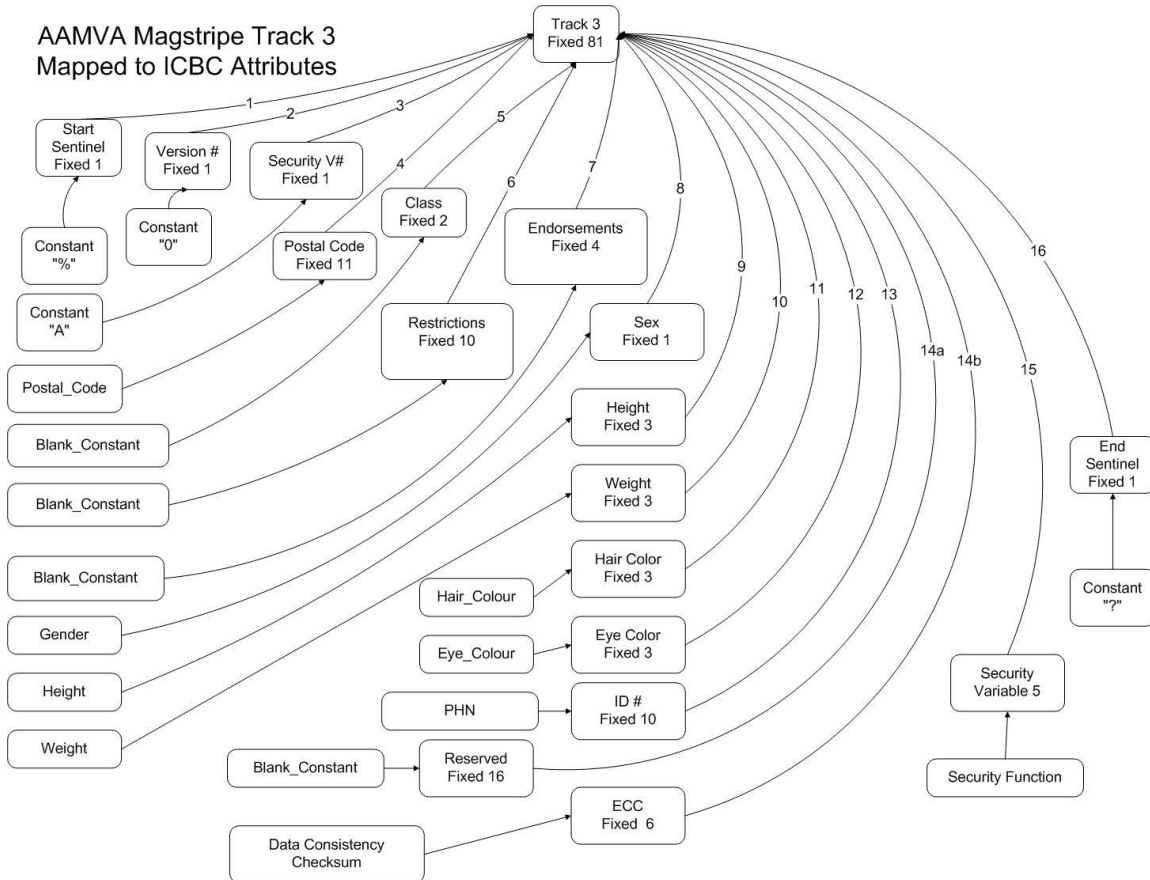 AAMVA Magstripe Track 3
Mapped to ICBC Attributes
Track 3
Fixed 81
1
2
3
4
5
6
7
8
9
10
11
12
13
14a
14b
15
16
Start
Sentinel
Fixed 1
Version #
Fixed 1
Security V#
Fixed 1
Class
Fixed 2
Endorsements
Fixed 4
Constant
"%"
Constant
"0"
Postal Code
Fixed 11
Constant
"A"
Restrictions
Fixed 10
Sex
Fixed 1
Postal_Code
Height
Fixed 3
Blank_Constant
End
Sentinel
Fixed 1
Blank_Constant
Weight
Fixed 3
Blank_Constant
Hair_Colour
Hair Color
Fixed 3
Constant
"?"
Gender
Eye_Colour
Eye Color
Fixed 3
Height
PHN
ID #
Fixed 10
Security
Variable 5
Weight
Blank_Constant
Reserved
Fixed 16
Security Function
ECC
Fixed  6
Data Consistency
Checksum